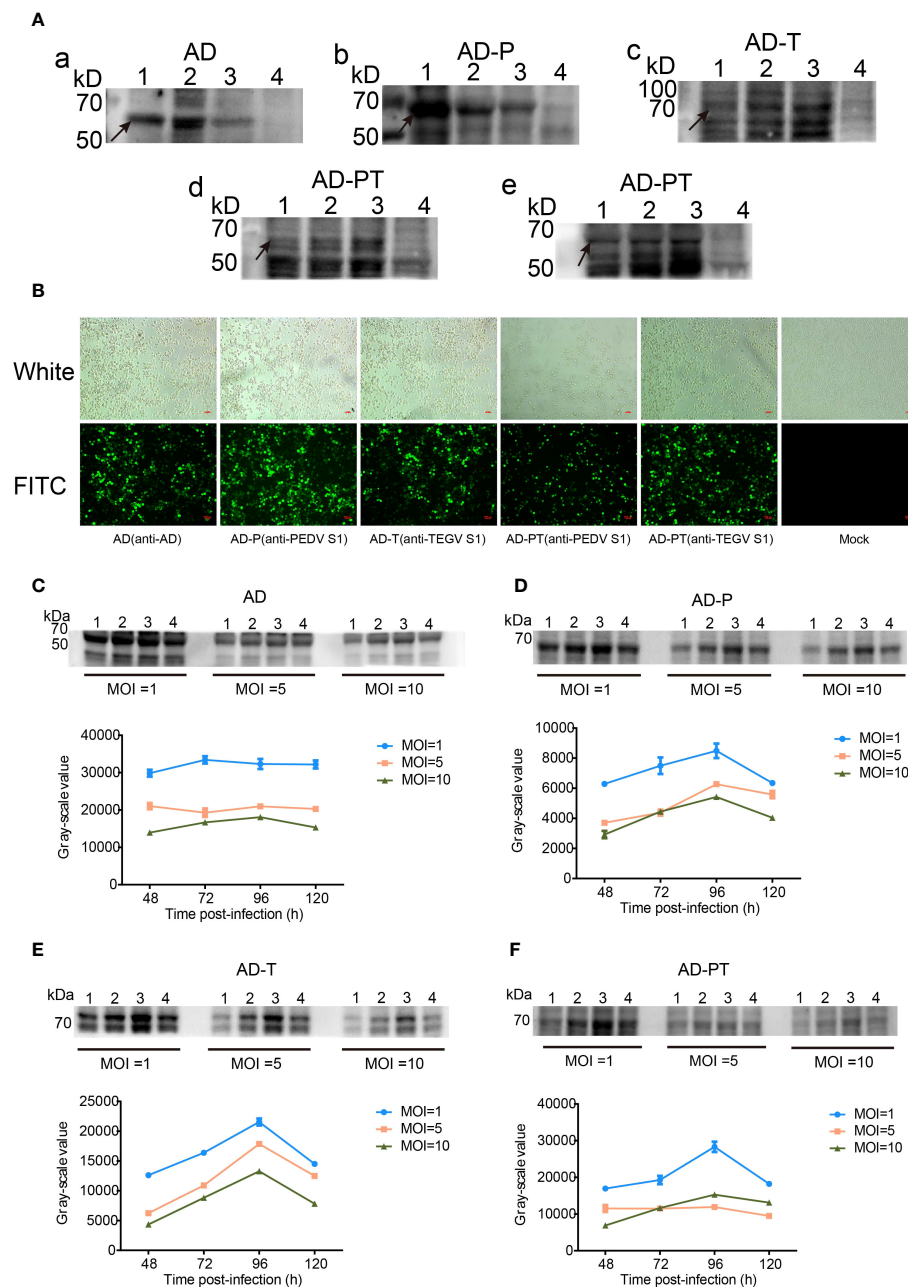 A
a
AD
kD
1 2 3 4
70
50
b
AD-P
kD
1 2 3 4
70
50
c
AD-T
kD
1 2 3 4
100
70
50
d
AD-PT
kD
1 2 3 4
70
50
e
AD-PT
kD
1 2 3 4
70
50
B
White
FITC
AD(anti-AD)
AD-P(anti-PEDV S1)
AD-T(anti-TEGV S1)
AD-PT(anti-PEDV S1)
AD-PT(anti-TEGV S1)
Mock
C
AD
kDa
1 2 3 4 1 2 3 4 1 2 3 4
70
50
MOI =1 MOI =5 MOI =10
MOI=1
MOI=5
MOI=10
Gray-scale value
40000
30000
20000
10000
0
48 72 96 120
Time post-infection (h)
D
AD-P
kDa
1 2 3 4 1 2 3 4 1 2 3 4
70
MOI =1 MOI =5 MOI =10
MOI=1
MOI=5
MOI=10
Gray-scale value
10000
8000
6000
4000
2000
0
48 72 96 120
Time post-infection (h)
E
AD-T
kDa
1 2 3 4 1 2 3 4 1 2 3 4
70
MOI =1 MOI =5 MOI =10
MOI=1
MOI=5
MOI=10
Gray-scale value
25000
20000
15000
10000
5000
0
48 72 96 120
Time post-infection (h)
F
AD-PT
kDa
1 2 3 4 1 2 3 4 1 2 3 4
70
MOI =1 MOI =5 MOI =10
MOI=1
MOI=5
MOI=10
Gray-scale value
40000
30000
20000
10000
0
48 72 96 120
Time post-infection (h)